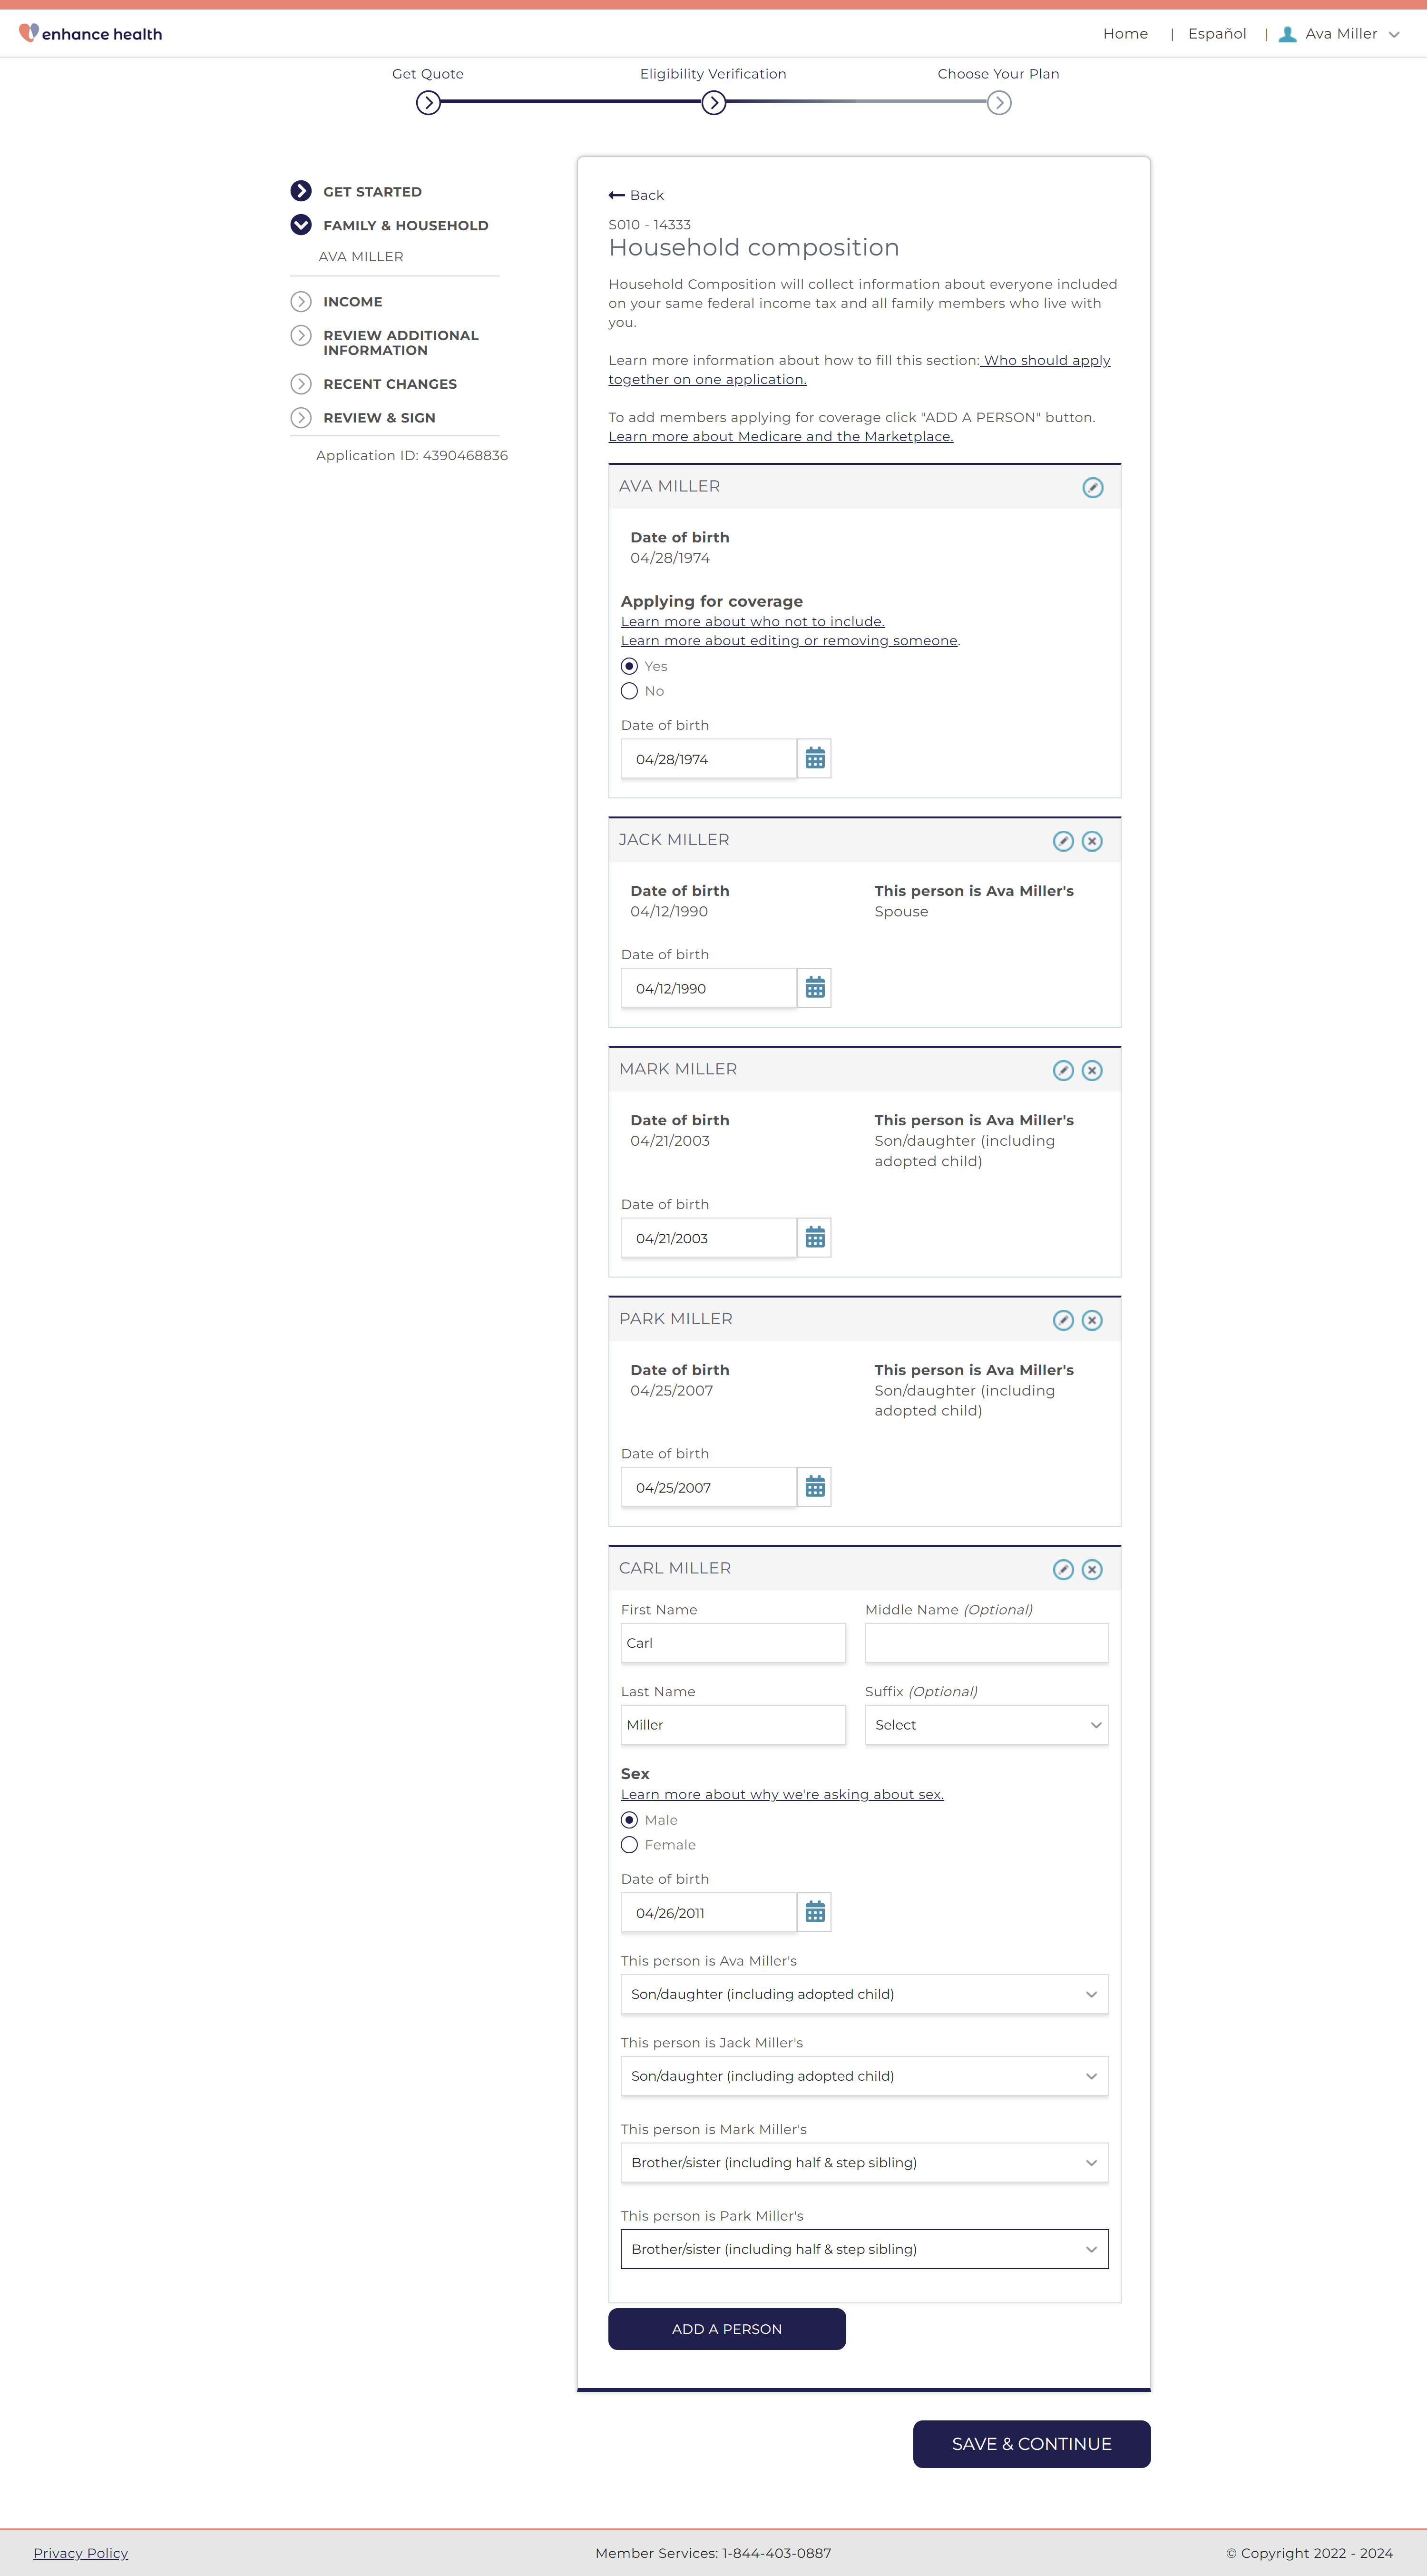 enhance health
Home | Español | Ava Miller
Get Quote
Eligibility Verification
Choose Your Plan
GET STARTED
FAMILY & HOUSEHOLD
AVA MILLER
INCOME
REVIEW ADDITIONAL
INFORMATION
RECENT CHANGES
REVIEW & SIGN
Application ID: 4390468836
Back
S010 - 14333
Household composition
Household Composition will collect information about everyone included
on your same federal income tax and all family members who live with
you.
Learn more information about how to fill this section: Who should apply
together on one application.
To add members applying for coverage click "ADD A PERSON" button.
Learn more about Medicare and the Marketplace.
AVA MILLER
Date of birth
04/28/1974
Applying for coverage
Learn more about who not to include.
Learn more about editing or removing someone.
Yes
No
Date of birth
04/28/1974
JACK MILLER
Date of birth
04/12/1990
This person is Ava Miller's
Spouse
Date of birth
04/12/1990
MARK MILLER
Date of birth
04/21/2003
This person is Ava Miller's
Son/daughter (including
adopted child)
Date of birth
04/21/2003
PARK MILLER
Date of birth
04/25/2007
This person is Ava Miller's
Son/daughter (including
adopted child)
Date of birth
04/25/2007
CARL MILLER
First Name
Carl
Middle Name (Optional)
Last Name
Miller
Suffix (Optional)
Select
Sex
Learn more about why we're asking about sex.
Male
Female
Date of birth
04/26/2011
This person is Ava Miller's
Son/daughter (including adopted child)
This person is Jack Miller's
Son/daughter (including adopted child)
This person is Mark Miller's
Brother/sister (including half & step sibling)
This person is Park Miller's
Brother/sister (including half & step sibling)
ADD A PERSON
SAVE & CONTINUE
Privacy Policy
Member Services: 1-844-403-0887
© Copyright 2022 - 2024